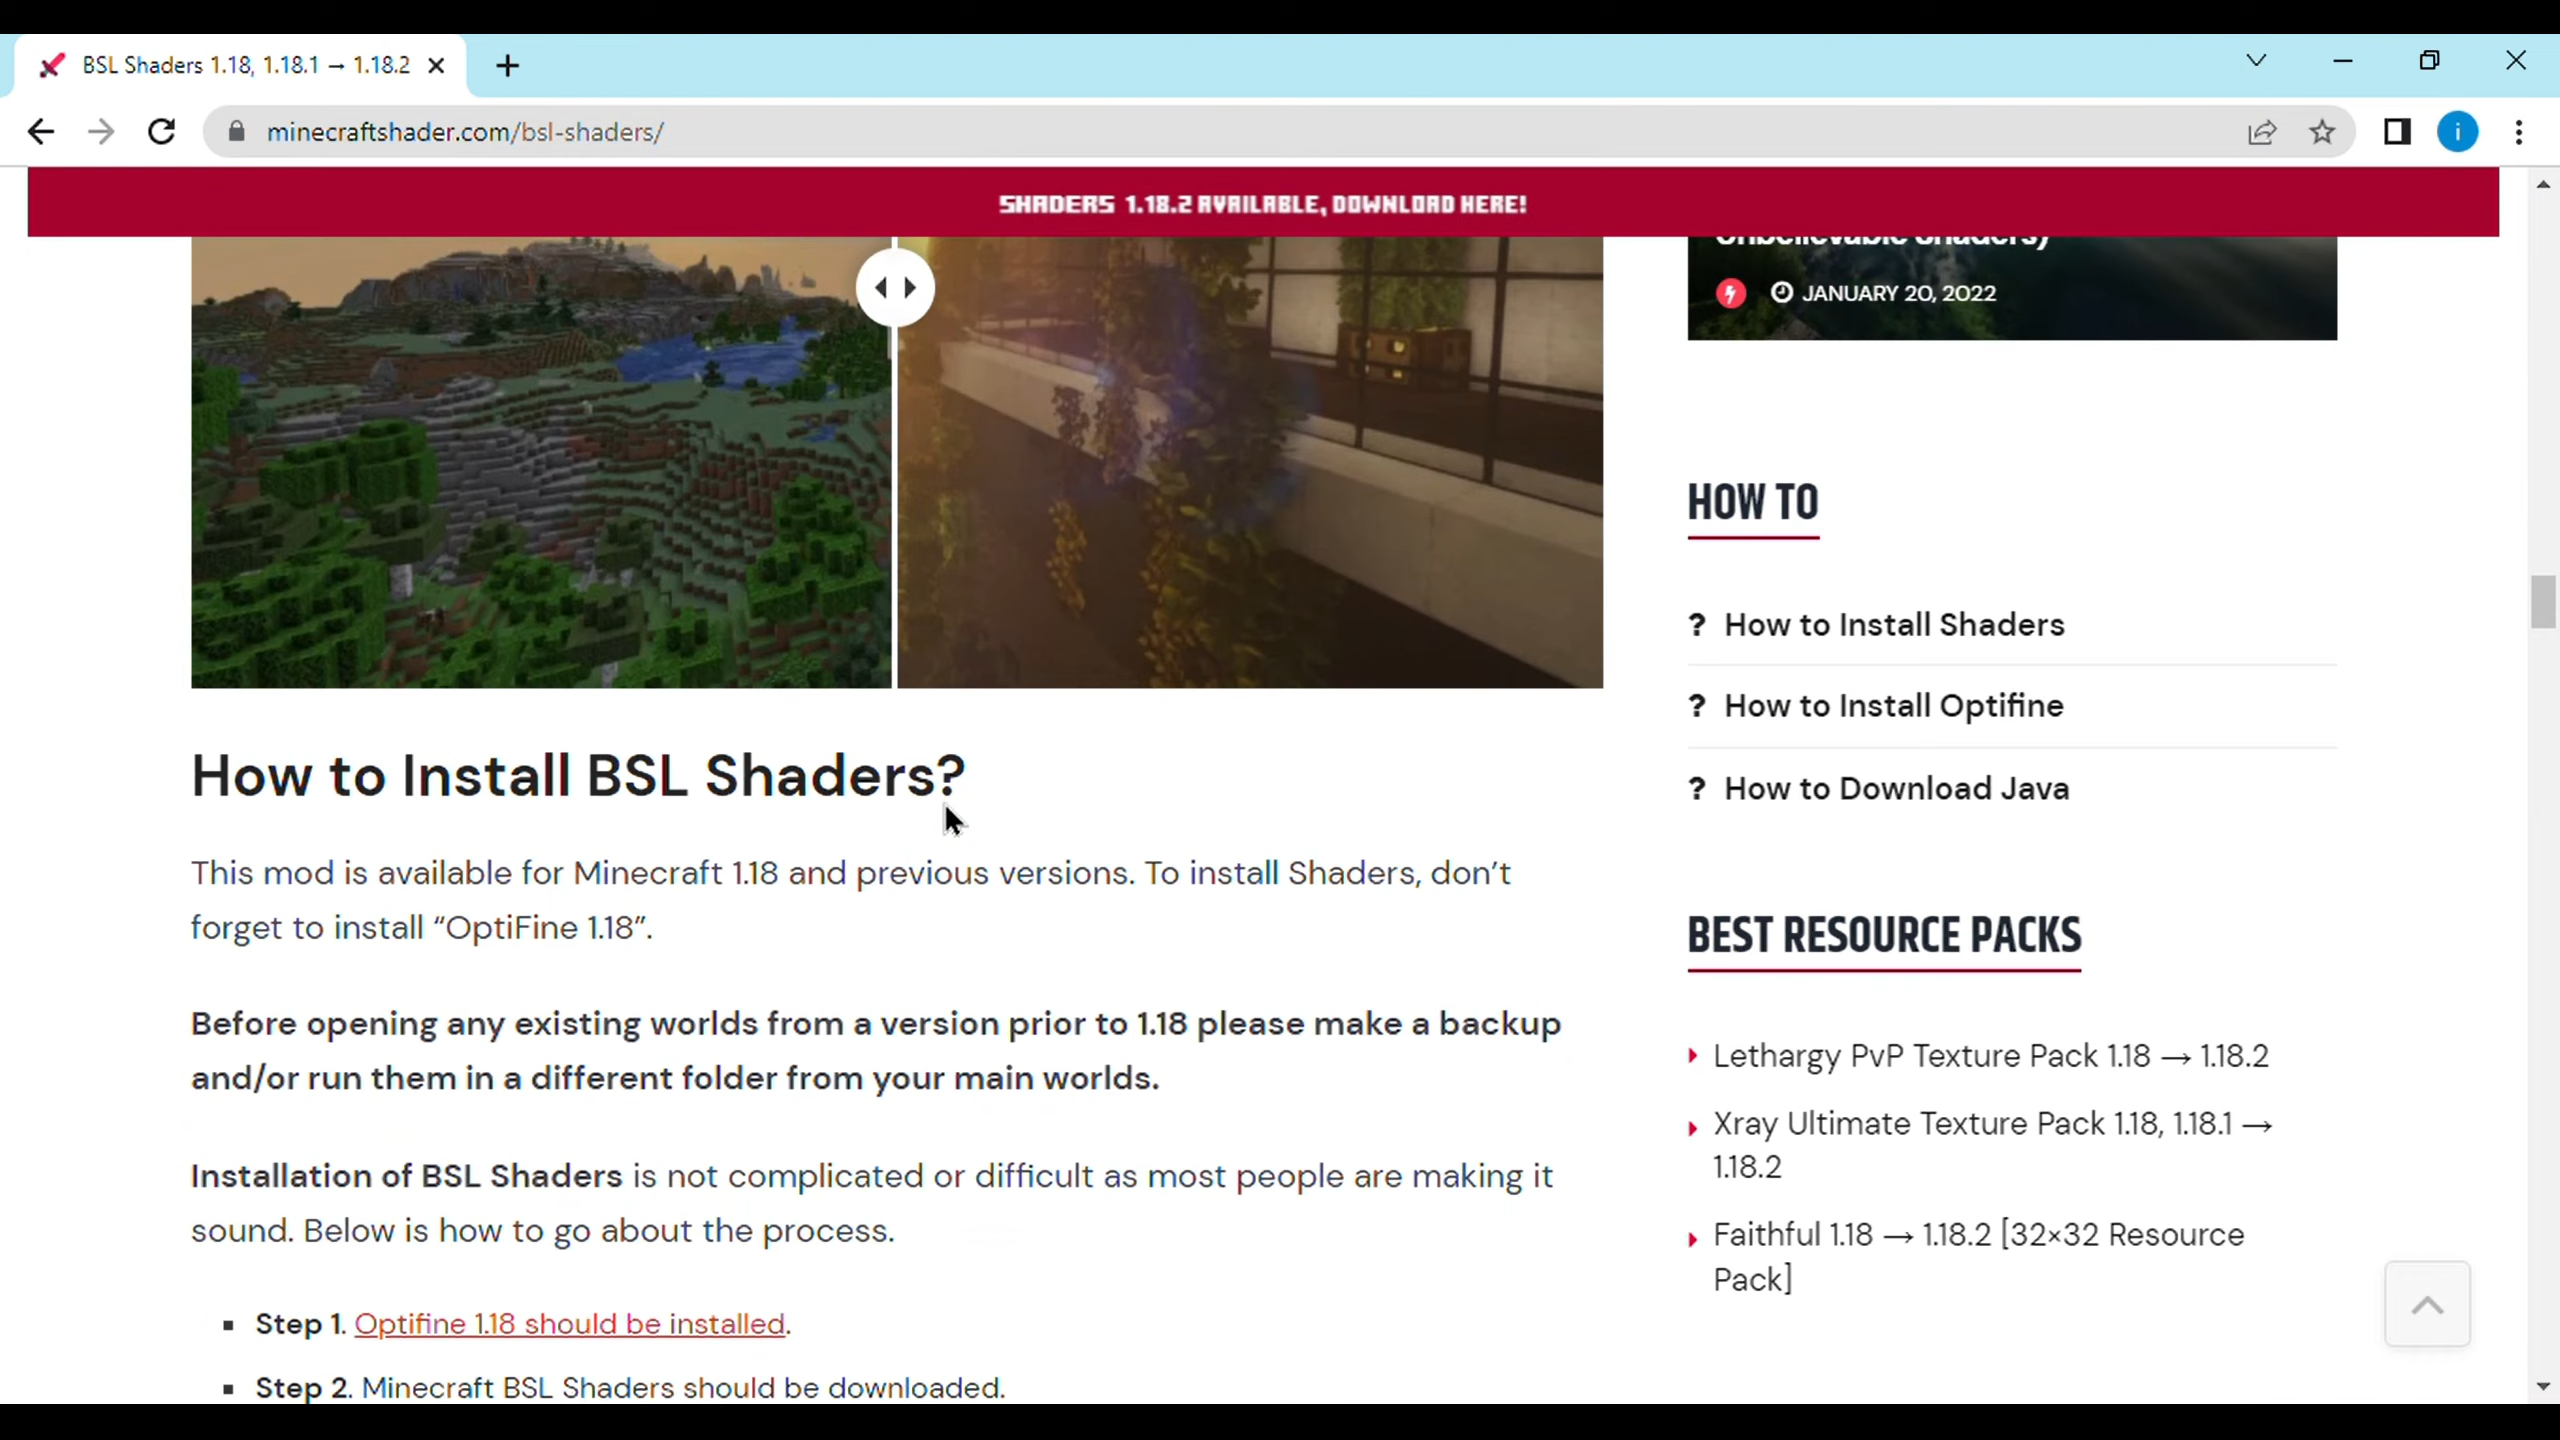 BSL Shaders 1.18, 1.18.1 → 1.18.2
minecraftshader.com/bsl-shaders/
i
SHADERS 1.18.2 AVAILABLE, DOWNLOAD HERE!
Unbelievable Shaders)
JANUARY 20, 2022
HOW TO
? How to Install Shaders
? How to Install Optifine
? How to Download Java
How to Install BSL Shaders?
This mod is available for Minecraft 1.18 and previous versions. To install Shaders, don’t
forget to install “OptiFine 1.18”.
Before opening any existing worlds from a version prior to 1.18 please make a backup
and/or run them in a different folder from your main worlds.
Installation of BSL Shaders is not complicated or difficult as most people are making it
sound. Below is how to go about the process.
▪ Step 1. Optifine 1.18 should be installed.
▪ Step 2. Minecraft BSL Shaders should be downloaded.
BEST RESOURCE PACKS
Lethargy PvP Texture Pack 1.18 → 1.18.2
Xray Ultimate Texture Pack 1.18, 1.18.1 →
1.18.2
Faithful 1.18 → 1.18.2 [32×32 Resource
Pack]